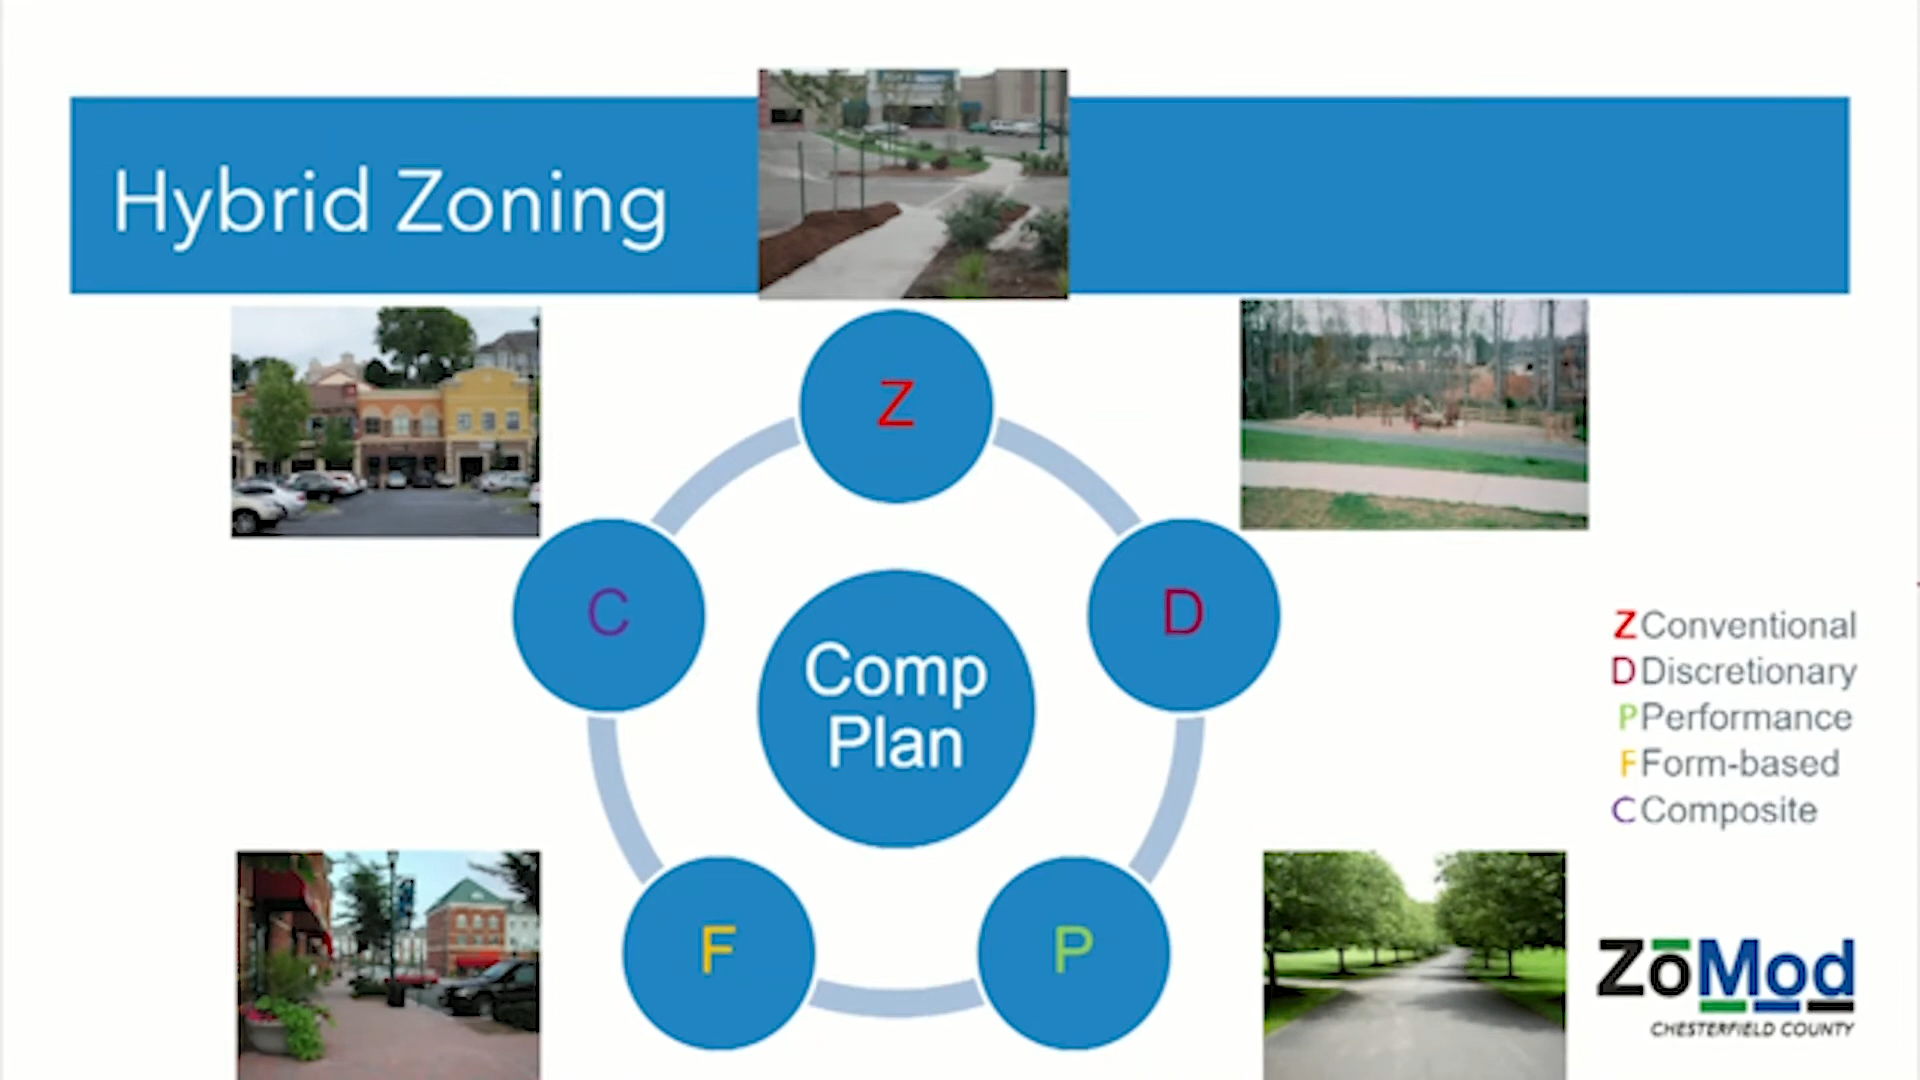 Hybrid Zoning
Z
C
D
Comp
Plan
F
P
Z Conventional
D Discretionary
P Performance
F Form-based
C Composite
ZoMod
CHESTERFIELD COUNTY